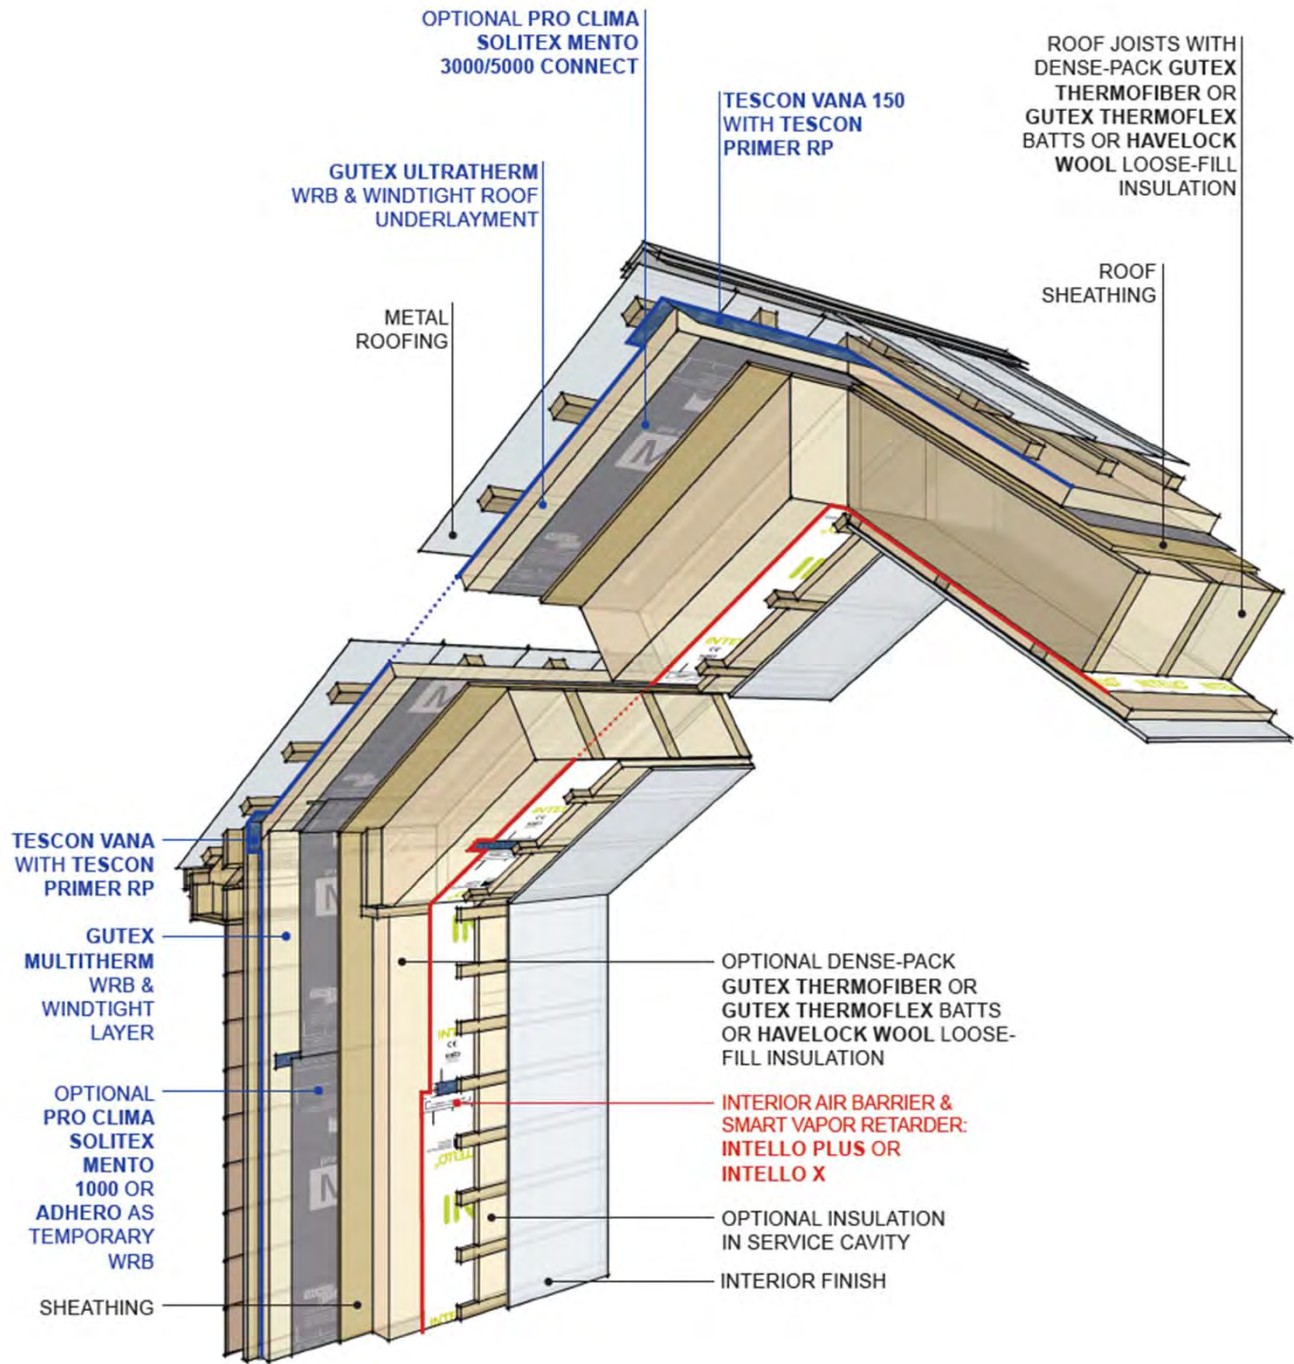 OPTIONAL PRO CLIMA
SOLITEX MENTO
3000/5000 CONNECT
ROOF JOISTS WITH
DENSE-PACK GUTEX
THERMOFIBER OR
GUTEX THERMOFLEX
BATTS OR HAVELOCK
WOOL LOOSE-FILL
INSULATION
TESCON VANA 150
WITH TESCON
PRIMER RP
GUTEX ULTRATHERM
WRB & WINDTIGHT ROOF
UNDERLAYMENT
ROOF
SHEATHING
METAL
ROOFING
TESCON VANA
WITH TESCON
PRIMER RP
GUTEX
MULTITHERM
WRB &
WINDTIGHT
LAYER
OPTIONAL
PRO CLIMA
SOLITEX
MENTO
1000 OR
ADHERO AS
TEMPORARY
WRB
SHEATHING
OPTIONAL DENSE-PACK
GUTEX THERMOFIBER OR
GUTEX THERMOFLEX BATTS
OR HAVELOCK WOOL LOOSE-
FILL INSULATION
INTERIOR AIR BARRIER &
SMART VAPOR RETARDER:
INTELLO PLUS OR
INTELLO X
OPTIONAL INSULATION
IN SERVICE CAVITY
INTERIOR FINISH